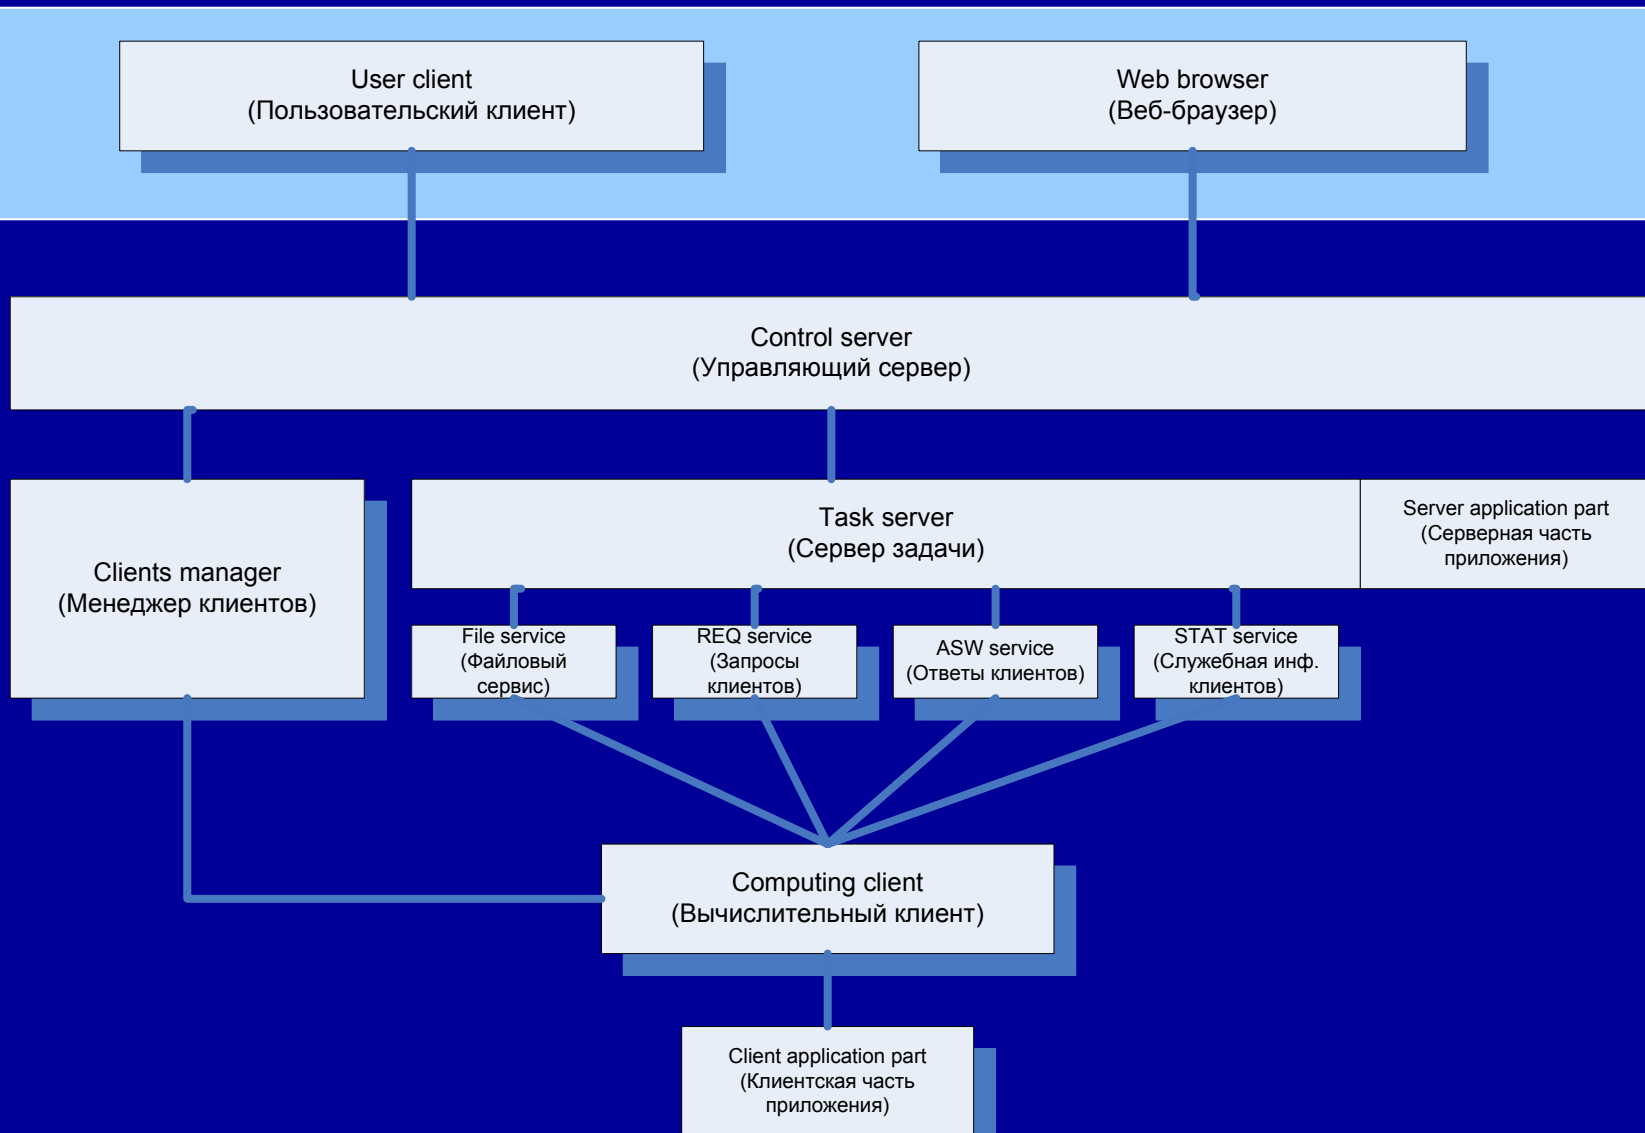 User client
(Пользовательский клиент)
Web browser
(Веб-браузер)
Control server
(Управляющий сервер)
Clients manager
(Менеджер клиентов)
Task server
(Сервер задачи)
Server application part
(Серверная часть
приложения)
File service
(Файловый
сервис)
REQ service
(Запросы
клиентов)
ASW service
(Ответы клиентов)
STAT service
(Служебная инф.
клиентов)
Computing client
(Вычислительный клиент)
Client application part
(Клиентская часть
приложения)